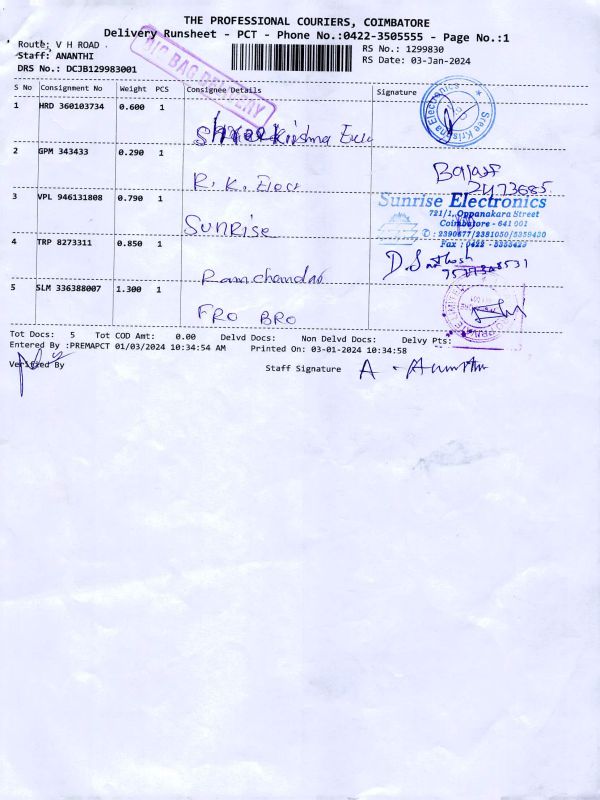 THE PROFESSIONAL COURIERS, COIMBATORE
Delivery Runsheet - PCT - Phone No.:0422-3505555 - Page No.:1
Route: V H ROAD
RS No.: 1299830
Staff: ANANTHI
RS Date: 03-Jan-2024
DRS No.: DCJB129983001
BIG BAG DELIVERY
S No Consignment No Weight PCS Consignee Details Signature
1 HRD 360103734 0.600 1
Sree Krishna Electronics
2 GPM 343433 0.290 1 R. K. Elect
Balaji
3 VPL 946131808 0.790 1 Sunrise
Sunrise Electronics
721/1, Oppanakara Street
Coimbatore - 641 001
4 TRP 8273311 0.850 1 Ramchandar
D. Santhosh
5 SLM 336388007 1.300 1 FRO BRO
Tot Docs: 5 Tot COD Amt: 0.00 Delvd Docs: Non Delvd Docs: Delvy Pts:
Entered By :PREMAPCT 01/03/2024 10:34:54 AM Printed On: 03-01-2024 10:34:58
Verified By
Staff Signature A. Ananthi